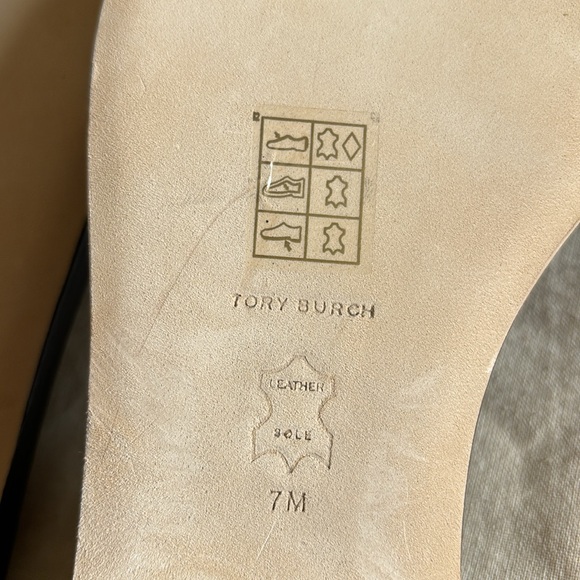 TORY BURCH
LEATHER
SOLE
7M